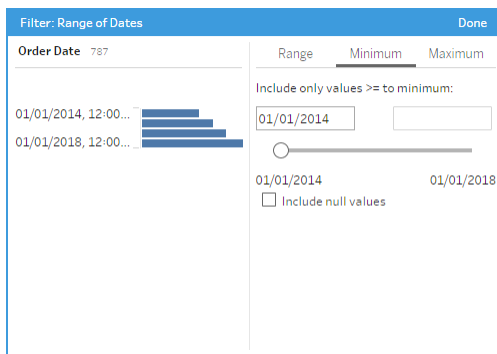 Filter: Range of Dates Done
Order Date 787
Range Minimum Maximum
Include only values >= to minimum:
01/01/2014, 12:00...
01/01/2014
01/01/2018, 12:00...
01/01/2014 01/01/2018
Include null values